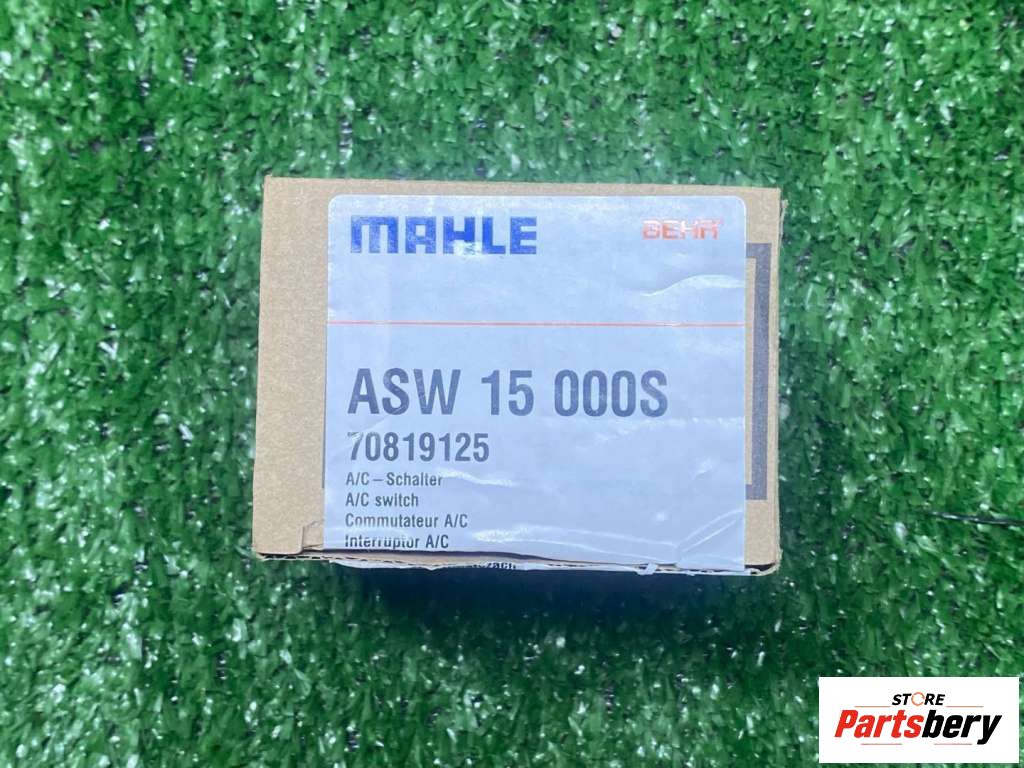 MAHLE
BEHR
ASW 15 000S
70819125
A/C – Schalter
A/C switch
Commutateur A/C
Interruptor A/C
STORE
Partsbery